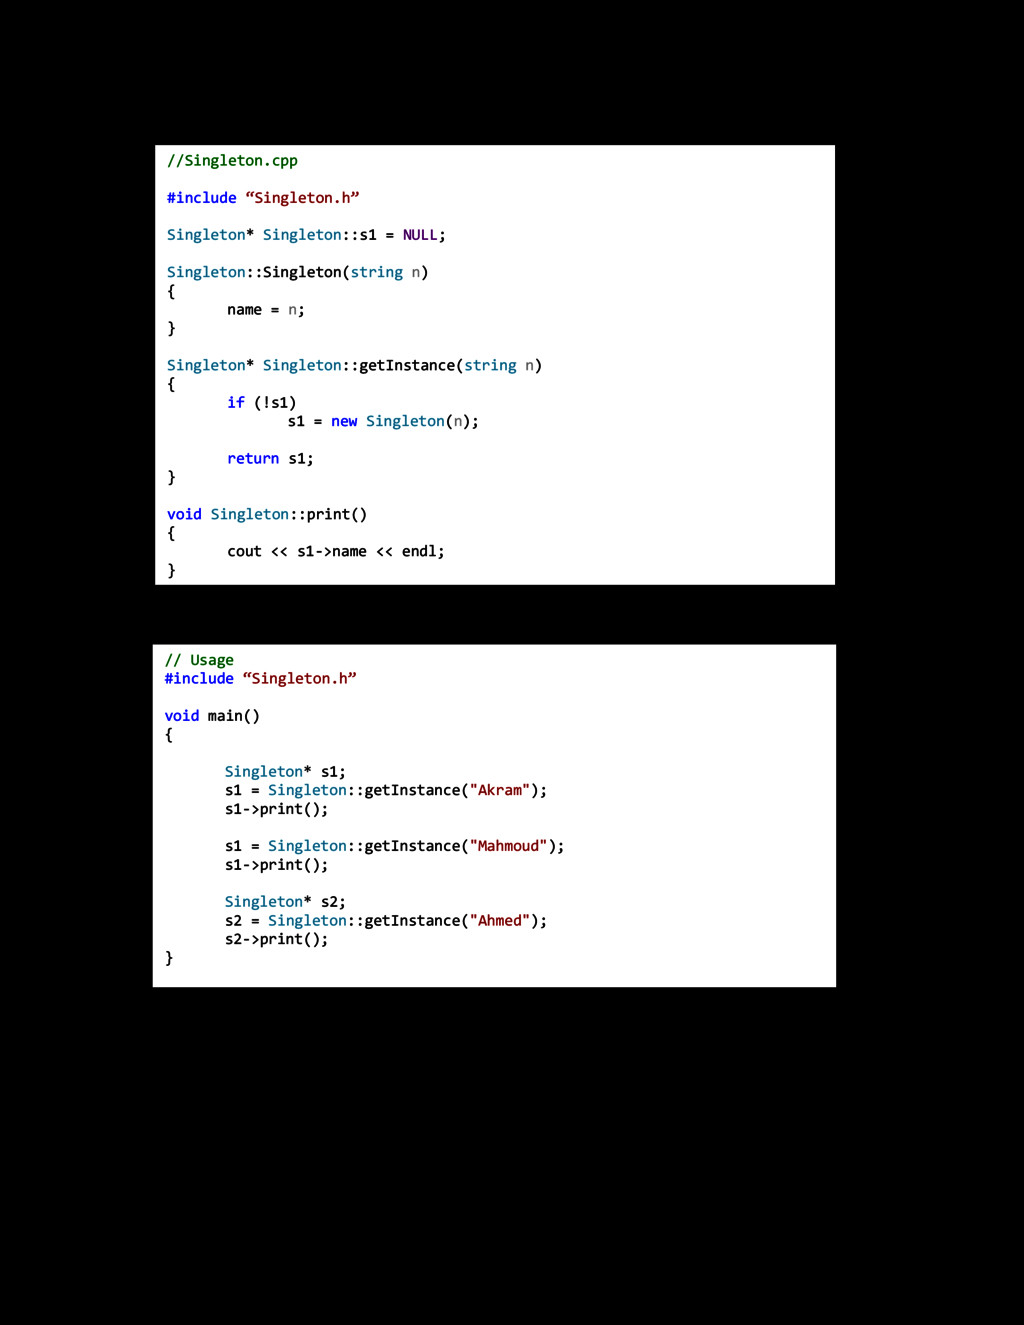 //Singleton.cpp
#include “Singleton.h”
Singleton* Singleton::s1 = NULL;
Singleton::Singleton(string n)
{
name = n;
}
Singleton* Singleton::getInstance(string n)
{
if (!s1)
s1 = new Singleton(n);
return s1;
}
void Singleton::print()
{
cout << s1->name << endl;
}
// Usage
#include “Singleton.h”
void main()
{
Singleton* s1;
s1 = Singleton::getInstance("Akram");
s1->print();
s1 = Singleton::getInstance("Mahmoud");
s1->print();
Singleton* s2;
s2 = Singleton::getInstance("Ahmed");
s2->print();
}